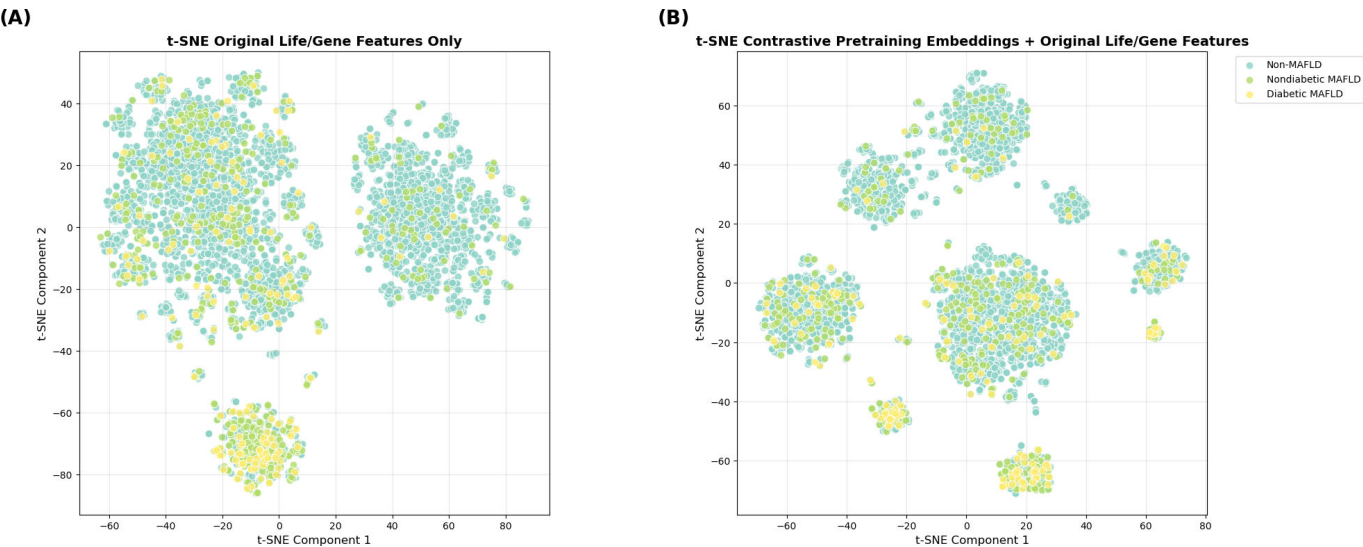 (A)
t-SNE Original Life/Gene Features Only
t-SNE Component 2
40
20
0
−20
−40
−60
−80
−60
−40
−20
0
20
40
60
80
t-SNE Component 1
(B)
t-SNE Contrastive Pretraining Embeddings + Original Life/Gene Features
t-SNE Component 2
60
40
20
0
−20
−40
−60
−60
−40
−20
0
20
40
60
80
t-SNE Component 1
Non-MAFLD
Nondiabetic MAFLD
Diabetic MAFLD